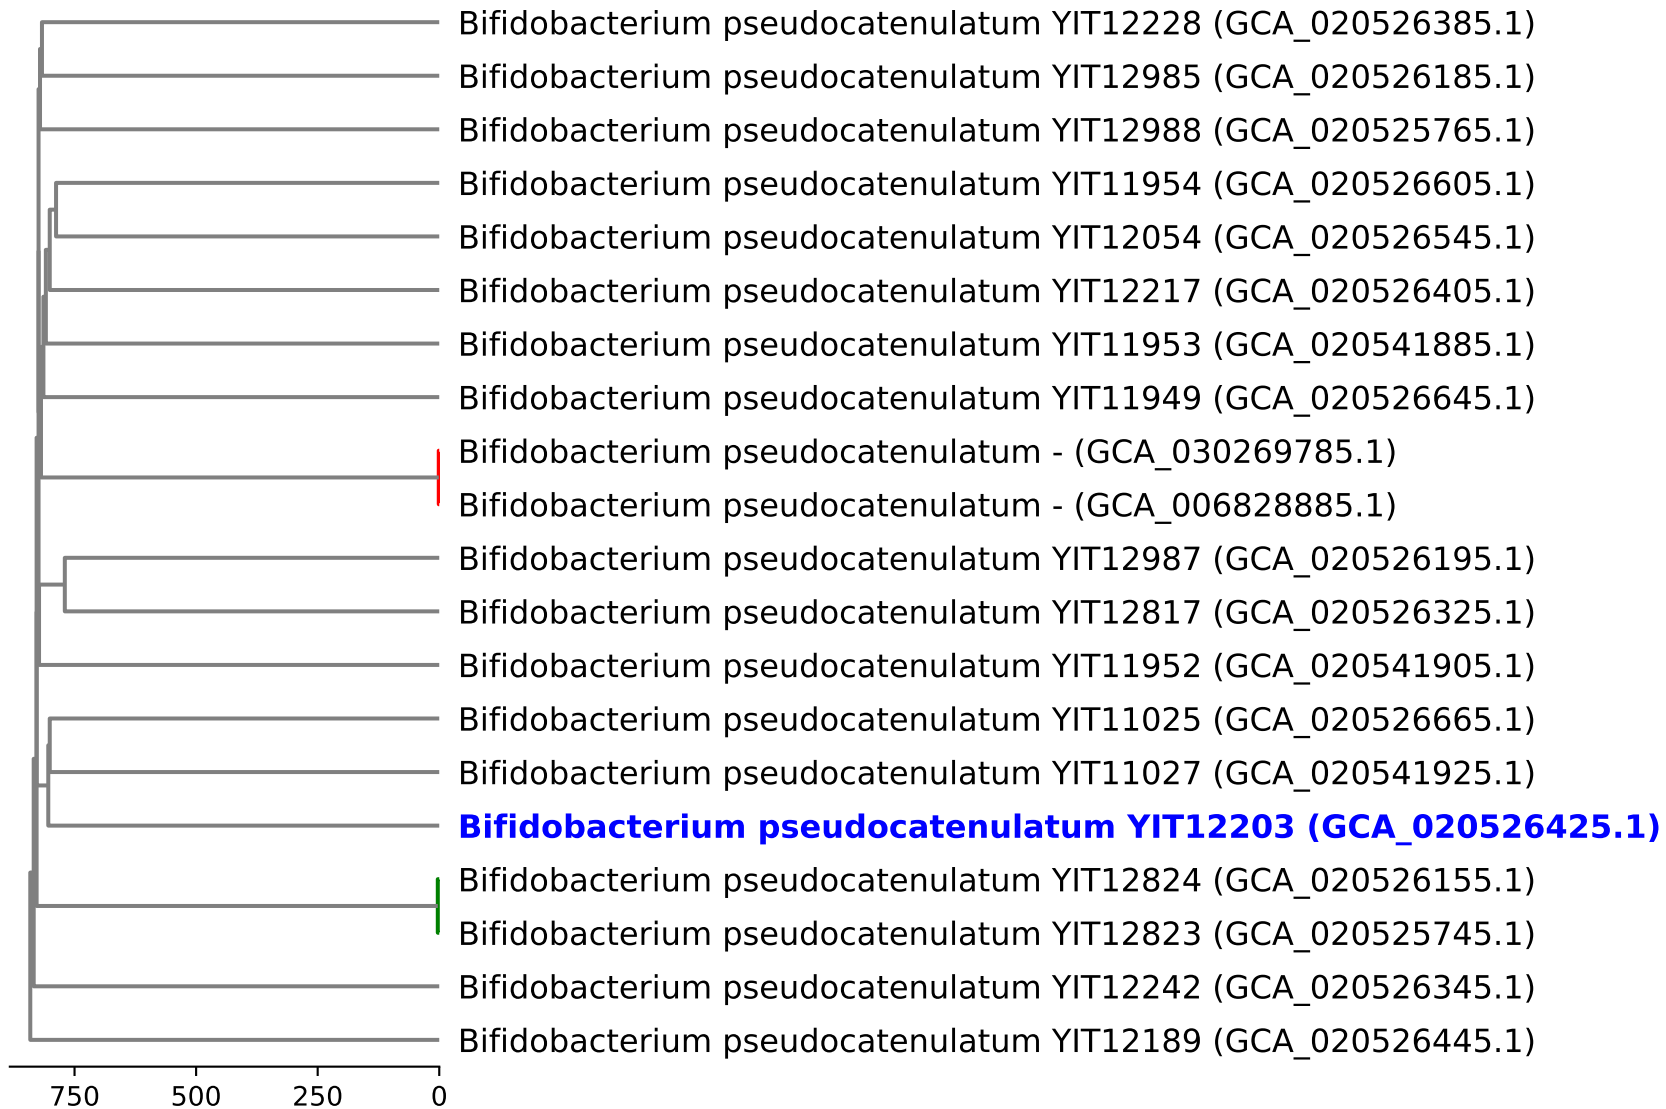 Bifidobacterium pseudocatenulatum YIT12228 (GCA_020526385.1)
Bifidobacterium pseudocatenulatum YIT12985 (GCA_020526185.1)
Bifidobacterium pseudocatenulatum YIT12988 (GCA_020525765.1)
Bifidobacterium pseudocatenulatum YIT11954 (GCA_020526605.1)
Bifidobacterium pseudocatenulatum YIT12054 (GCA_020526545.1)
Bifidobacterium pseudocatenulatum YIT12217 (GCA_020526405.1)
Bifidobacterium pseudocatenulatum YIT11953 (GCA_020541885.1)
Bifidobacterium pseudocatenulatum YIT11949 (GCA_020526645.1)
Bifidobacterium pseudocatenulatum - (GCA_030269785.1)
Bifidobacterium pseudocatenulatum - (GCA_006828885.1)
Bifidobacterium pseudocatenulatum YIT12987 (GCA_020526195.1)
Bifidobacterium pseudocatenulatum YIT12817 (GCA_020526325.1)
Bifidobacterium pseudocatenulatum YIT11952 (GCA_020541905.1)
Bifidobacterium pseudocatenulatum YIT11025 (GCA_020526665.1)
Bifidobacterium pseudocatenulatum YIT11027 (GCA_020541925.1)
Bifidobacterium pseudocatenulatum YIT12203 (GCA_020526425.1)
Bifidobacterium pseudocatenulatum YIT12824 (GCA_020526155.1)
Bifidobacterium pseudocatenulatum YIT12823 (GCA_020525745.1)
Bifidobacterium pseudocatenulatum YIT12242 (GCA_020526345.1)
Bifidobacterium pseudocatenulatum YIT12189 (GCA_020526445.1)
750 500 250 0